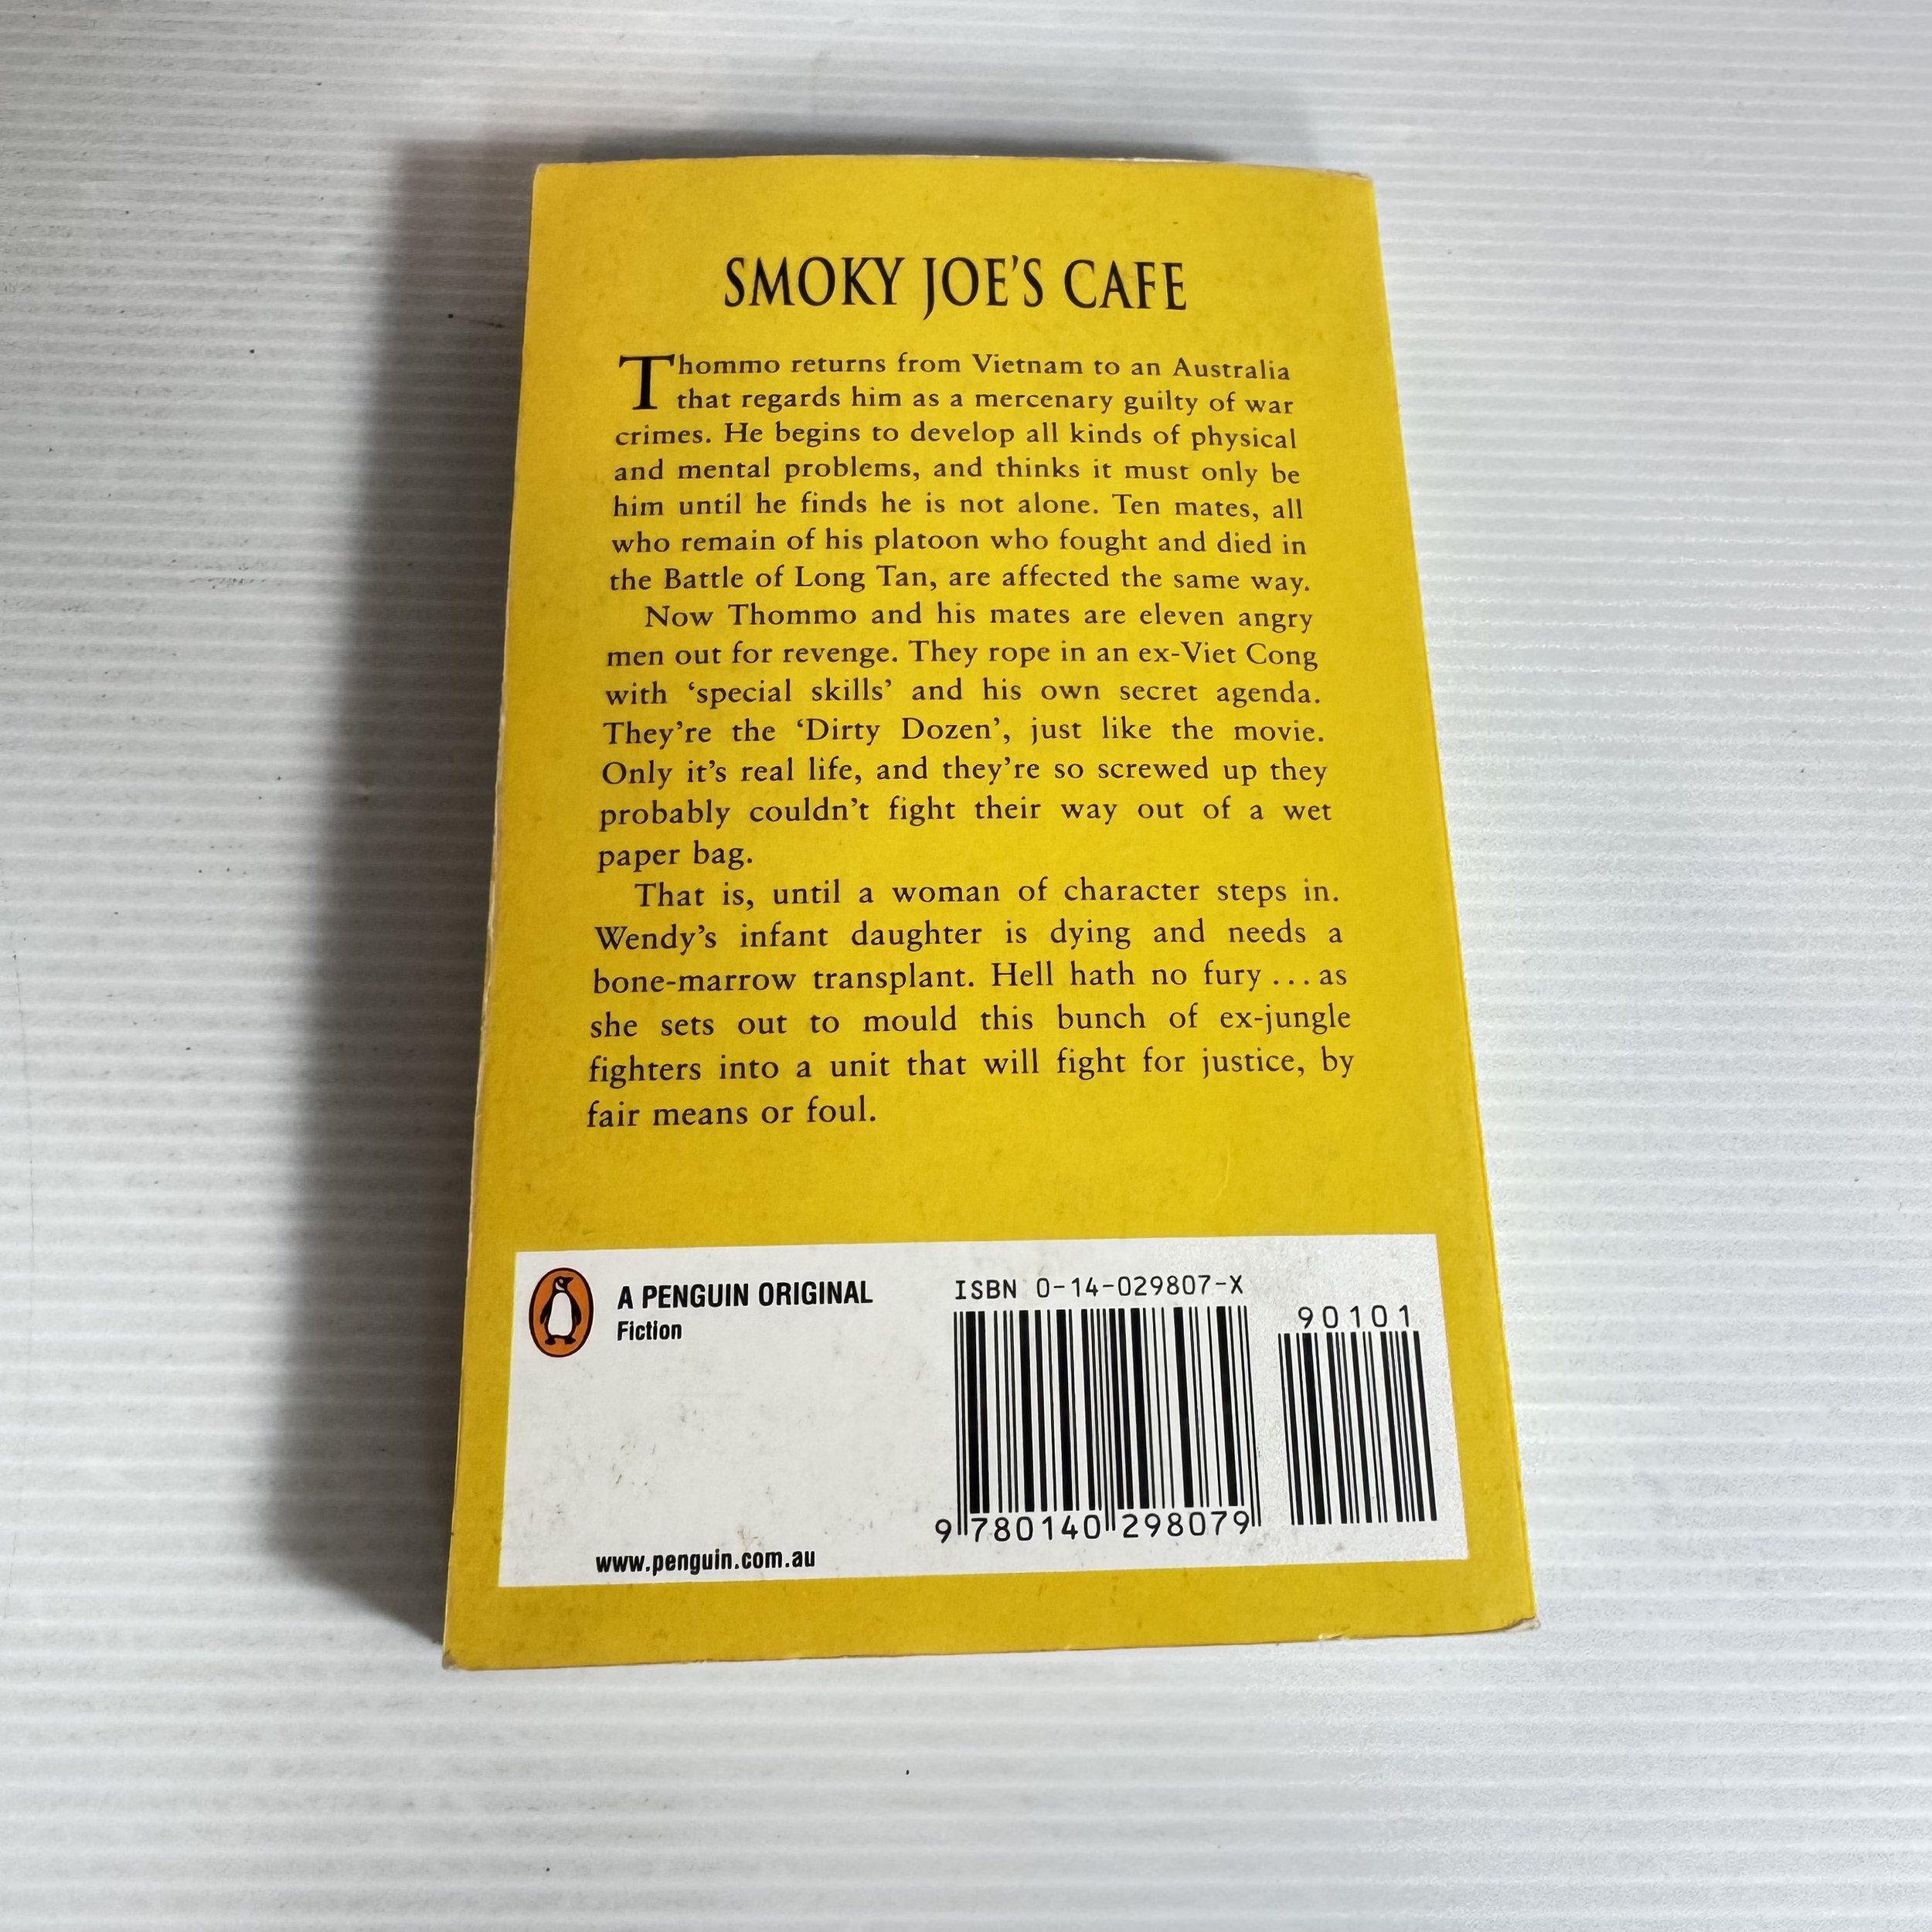 SMOKY JOE'S CAFE
Thommo returns from Vietnam to an Australia
that regards him as a mercenary guilty of war
crimes. He begins to develop all kinds of physical
and mental problems, and thinks it must only be
him until he finds he is not alone. Ten mates, all
who remain of his platoon who fought and died in
the Battle of Long Tan, are affected the same way.
Now Thommo and his mates are eleven angry
men out for revenge. They rope in an ex-Viet Cong
with ‘special skills’ and his own secret agenda.
They’re the ‘Dirty Dozen’, just like the movie.
Only it’s real life, and they’re so screwed up they
probably couldn’t fight their way out of a wet
paper bag.
That is, until a woman of character steps in.
Wendy’s infant daughter is dying and needs a
bone-marrow transplant. Hell hath no fury ... as
she sets out to mould this bunch of ex-jungle
fighters into a unit that will fight for justice, by
fair means or foul.
A PENGUIN ORIGINAL
Fiction
www.penguin.com.au
ISBN 0-14-029807-X
90101
9 780140 298079